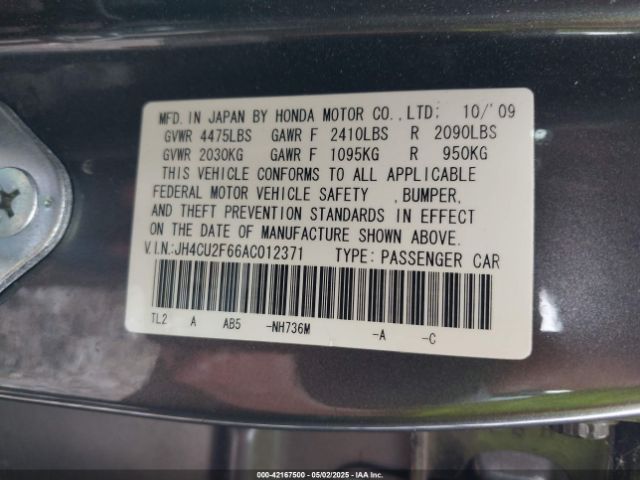 MFD. IN JAPAN BY HONDA MOTOR CO., LTD: 10/'09
GVWR 4475LBS GAWR F 2410LBS R 2090LBS
GVWR 2030KG GAWR F 1095KG R 950KG
THIS VEHICLE CONFORMS TO ALL APPLICABLE
FEDERAL MOTOR VEHICLE SAFETY , BUMPER,
AND THEFT PREVENTION STANDARDS IN EFFECT
ON THE DATE OF MANUFACTURE SHOWN ABOVE.
V.I.N.:JH4CU2F66AC012371 TYPE: PASSENGER CAR
TL2 A AB5 -NH736M -A -C
000-42167500 - 05/02/2025 - IAAI, Inc.